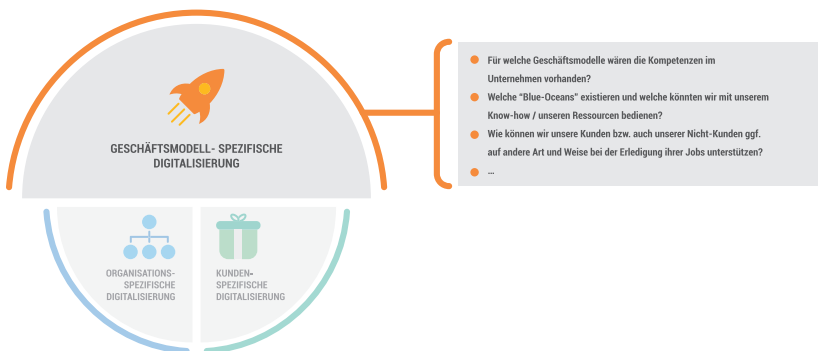 GESCHÄFTSMODELL- SPEZIFISCHE
DIGITALISIERUNG
Für welche Geschäftsmodelle wären die Kompetenzen im
Unternehmen vorhanden?
Welche “Blue-Oceans” existieren und welche könnten wir mit unserem
Know-how / unseren Ressourcen bedienen?
Wie können wir unsere Kunden bzw. auch unserer Nicht-Kunden ggf.
auf andere Art und Weise bei der Erledigung ihrer Jobs unterstützen?
...
ORGANISATIONS-
SPEZIFISCHE
DIGITALISIERUNG
KUNDEN-
SPEZIFISCHE
DIGITALISIERUNG